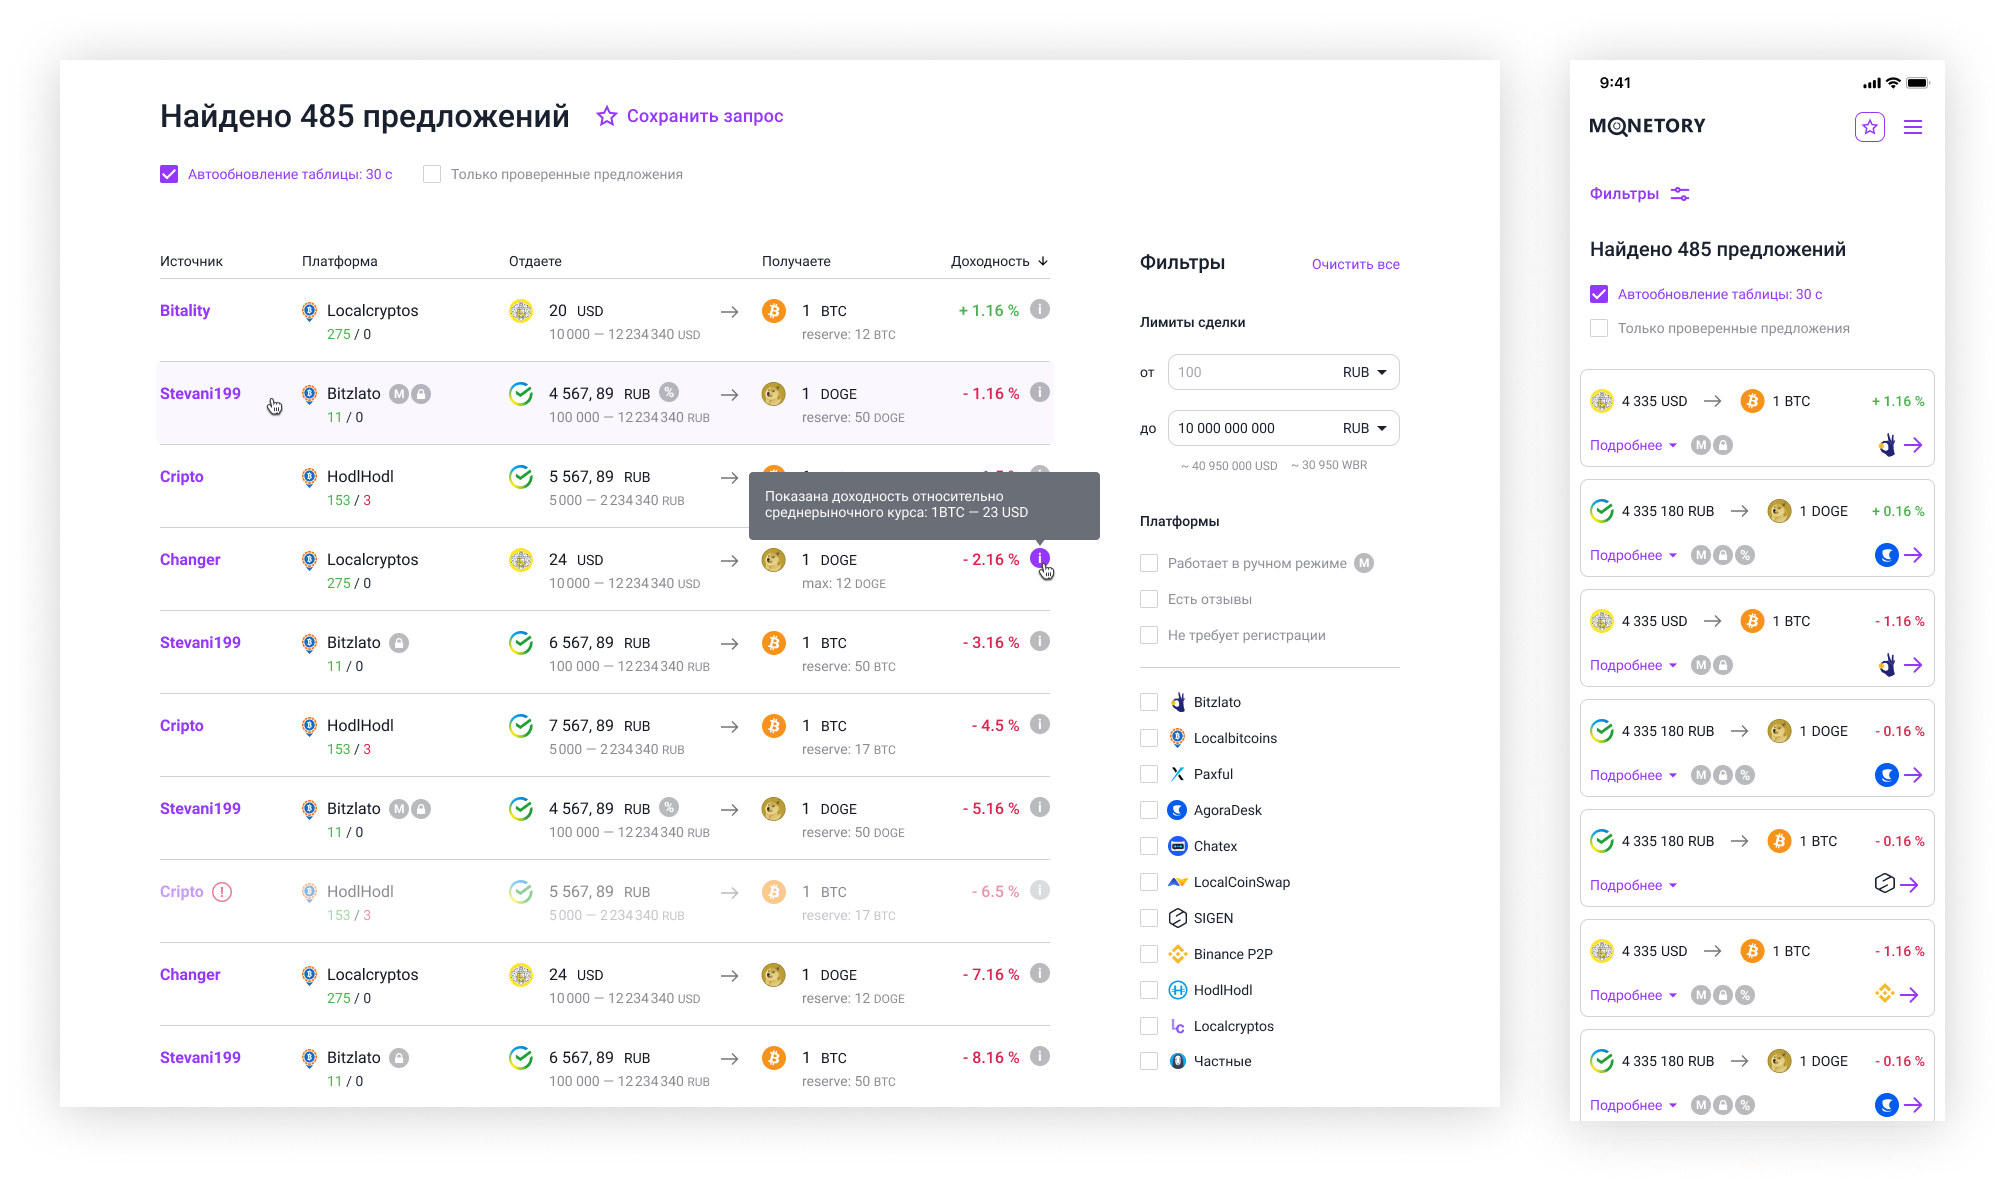 Найдено 485 предложений
Сохранить запрос
Автообновление таблицы: 30 с
Только проверенные предложения
Источник Платформа Отдаете Получаете Доходность
Bitality Localcryptos 20 USD 1 BTC + 1.16 % i
275 / 0 10 000 — 12 234 340 USD reserve: 12 BTC
Stevani199 Bitzlato M 4 567, 89 RUB % 1 DOGE - 1.16 % i
11 / 0 100 000 — 12 234 340 RUB reserve: 50 DOGE
Cripto HodlHodl 5 567, 89 RUB
153 / 3 5 000 — 2 234 340 RUB
Показана доходность относительно
среднерыночного курса: 1BTC — 23 USD
Changer Localcryptos 24 USD 1 DOGE - 2.16 % i
275 / 0 10 000 — 12 234 340 USD max: 12 DOGE
Stevani199 Bitzlato 6 567, 89 RUB 1 BTC - 3.16 % i
11 / 0 100 000 — 12 234 340 RUB reserve: 50 BTC
Cripto HodlHodl 7 567, 89 RUB 1 BTC - 4.5 % i
153 / 3 5 000 — 2 234 340 RUB reserve: 17 BTC
Stevani199 Bitzlato M 4 567, 89 RUB % 1 DOGE - 5.16 % i
11 / 0 100 000 — 12 234 340 RUB reserve: 50 DOGE
Cripto ! HodlHodl 5 567, 89 RUB 1 BTC - 6.5 % i
153 / 3 5 000 — 2 234 340 RUB reserve: 17 BTC
Changer Localcryptos 24 USD 1 DOGE - 7.16 % i
275 / 0 10 000 — 12 234 340 USD reserve: 12 DOGE
Stevani199 Bitzlato 6 567, 89 RUB 1 BTC - 8.16 % i
11 / 0 100 000 — 12 234 340 RUB reserve: 50 BTC
Фильтры Очистить все
Лимиты сделки
от 100 RUB
до 10 000 000 000 RUB
~ 40 950 000 USD ~ 30 950 WBR
Платформы
Работает в ручном режиме M
Есть отзывы
Не требует регистрации
Bitzlato
Localbitcoins
Paxful
AgoraDesk
Chatex
LocalCoinSwap
SIGEN
Binance P2P
HodlHodl
Localcryptos
Частные
9:41
MONETORY
Фильтры
Найдено 485 предложений
Автообновление таблицы: 30 с
Только проверенные предложения
4 335 USD 1 BTC + 1.16 %
Подробнее M
4 335 180 RUB 1 DOGE + 0.16 %
Подробнее M %
4 335 USD 1 BTC - 1.16 %
Подробнее M
4 335 180 RUB 1 DOGE - 0.16 %
Подробнее M %
4 335 180 RUB 1 BTC - 0.16 %
Подробнее
4 335 USD 1 BTC - 1.16 %
Подробнее M %
4 335 180 RUB 1 DOGE - 0.16 %
Подробнее M %